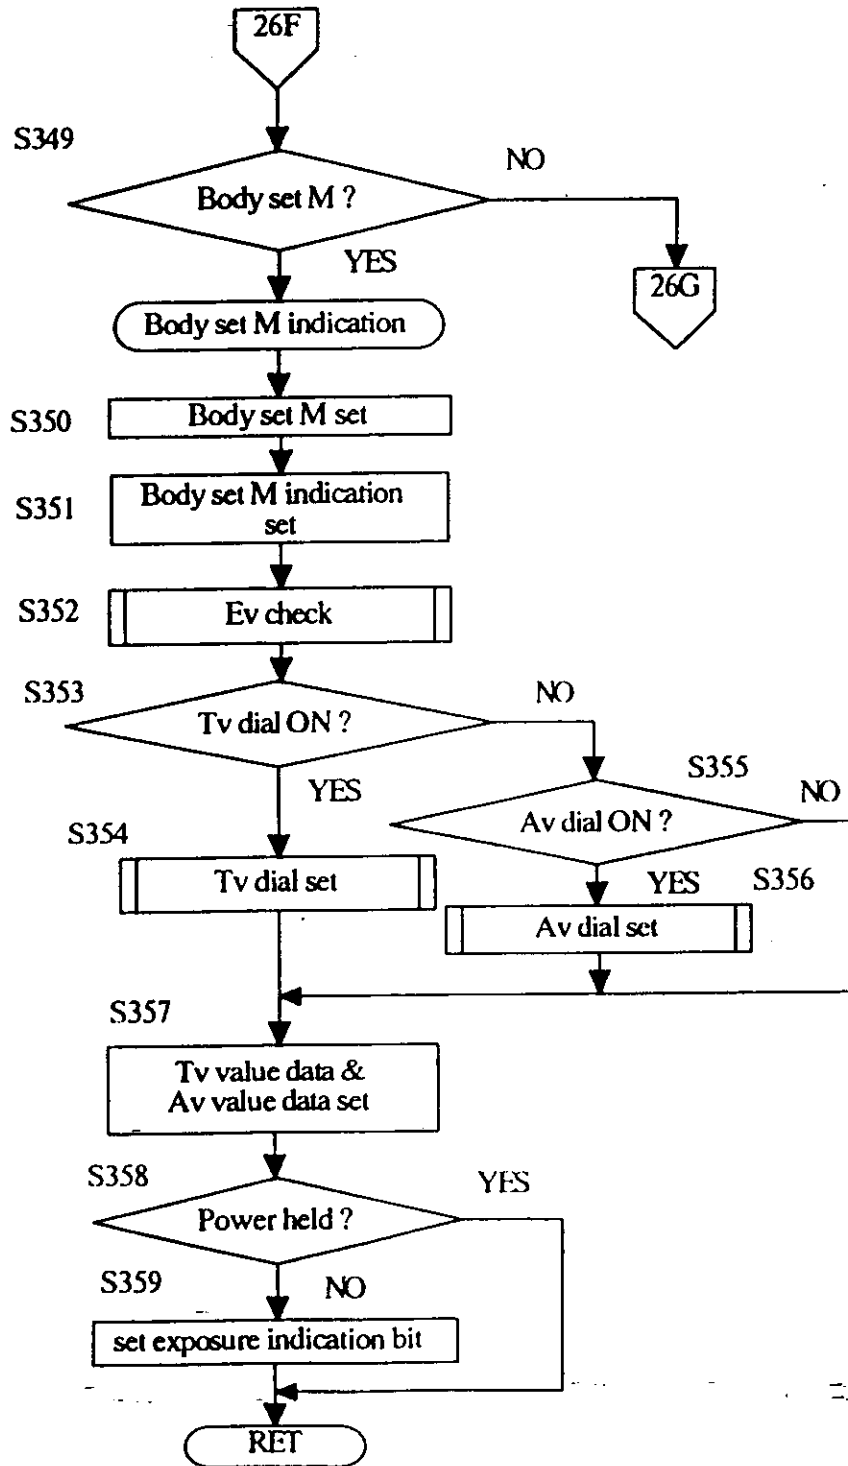 26F
S349
NO
Body set M ?
YES
26G
Body set M indication
S350
Body set M set
S351
Body set M indication
set
S352
Ev check
S353
NO
Tv dial ON ?
S355
YES
NO
Av dial ON ?
S354
YES
S356
Tv dial set
Av dial set
S357
Tv value data &
Av value data set
S358
YES
Power held ?
S359
NO
set exposure indication bit
RET